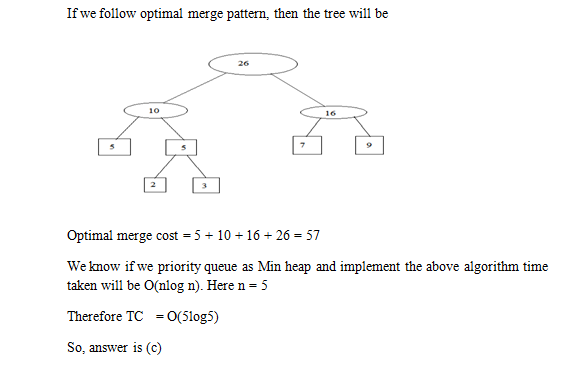 If we follow optimal merge pattern, then the tree will be
26
10
16
5
5
7
9
2
3
Optimal merge cost = 5 + 10 + 16 + 26 = 57
We know if we priority queue as Min heap and implement the above algorithm time
taken will be O(nlog n). Here n = 5
Therefore TC = O(5log5)
So, answer is (c)